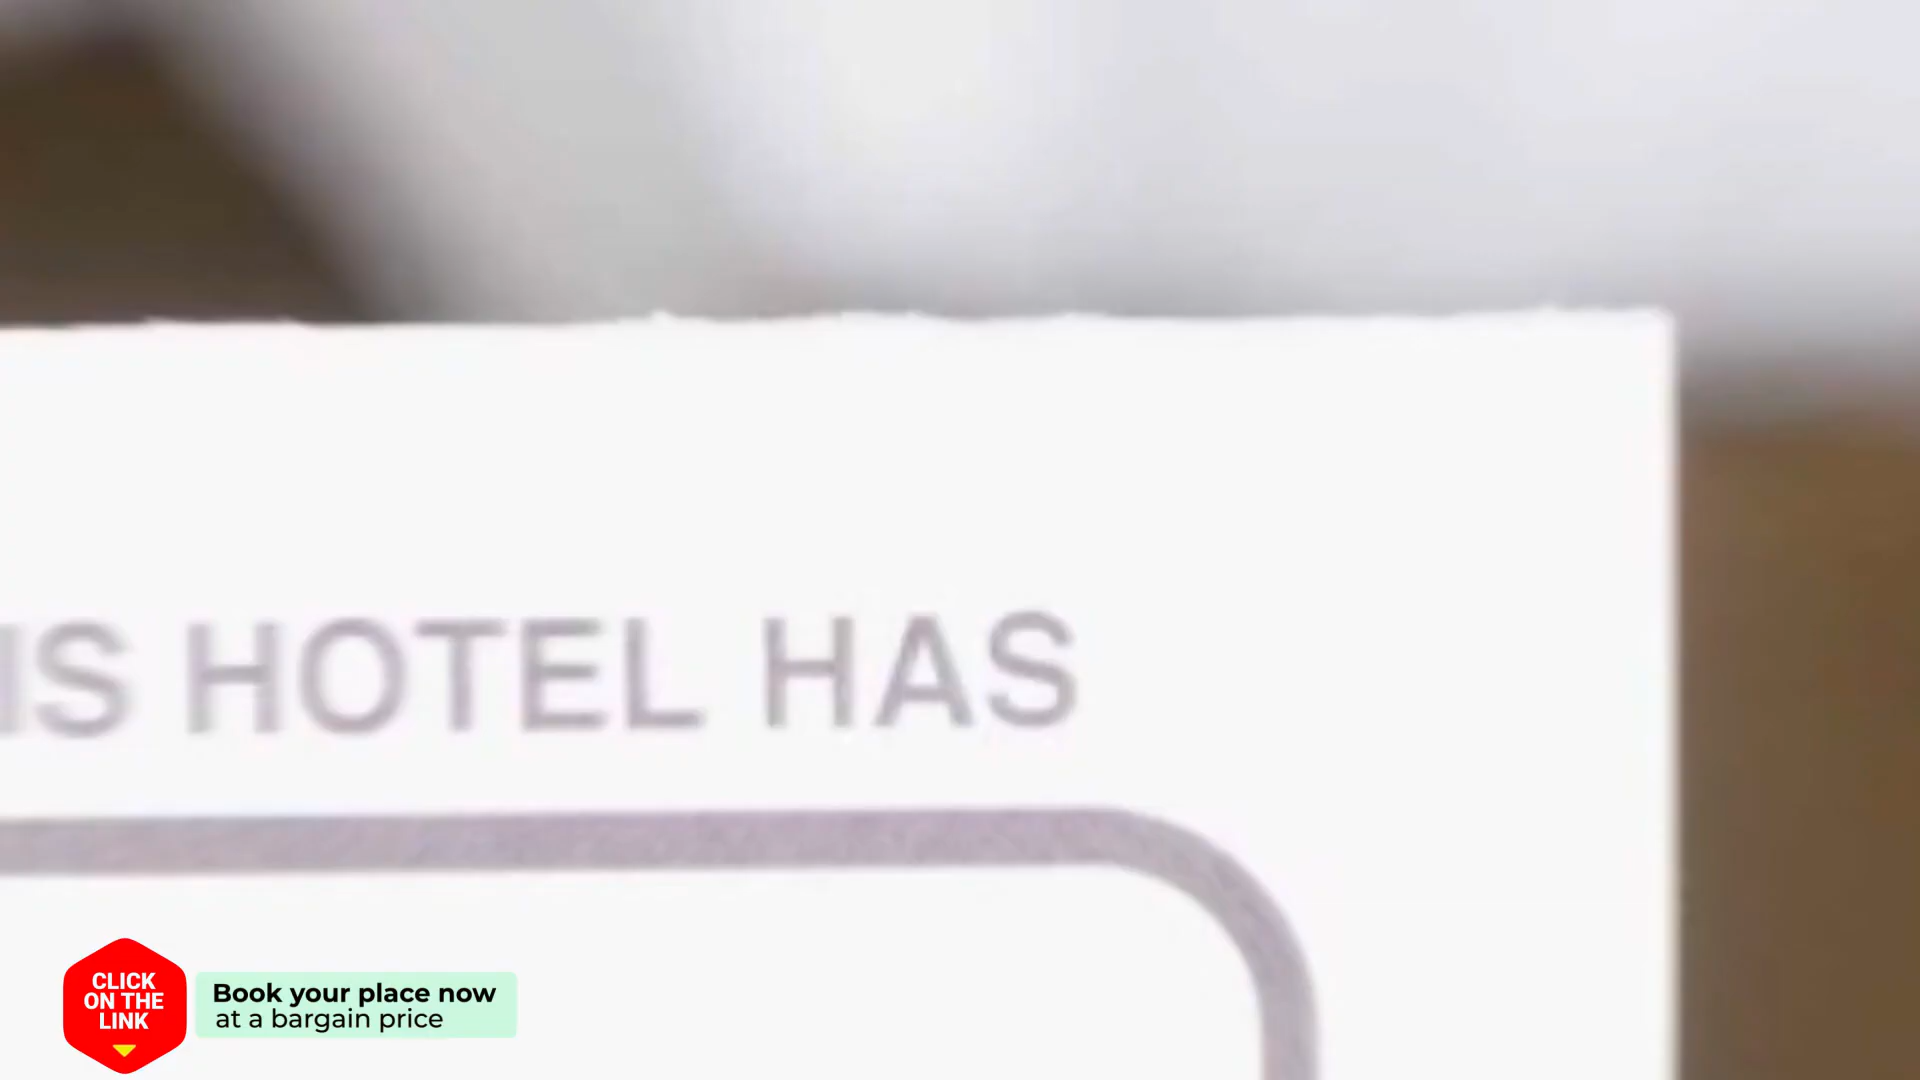 IS HOTEL HAS
CLICK
ON THE
LINK
Book your place now
at a bargain price